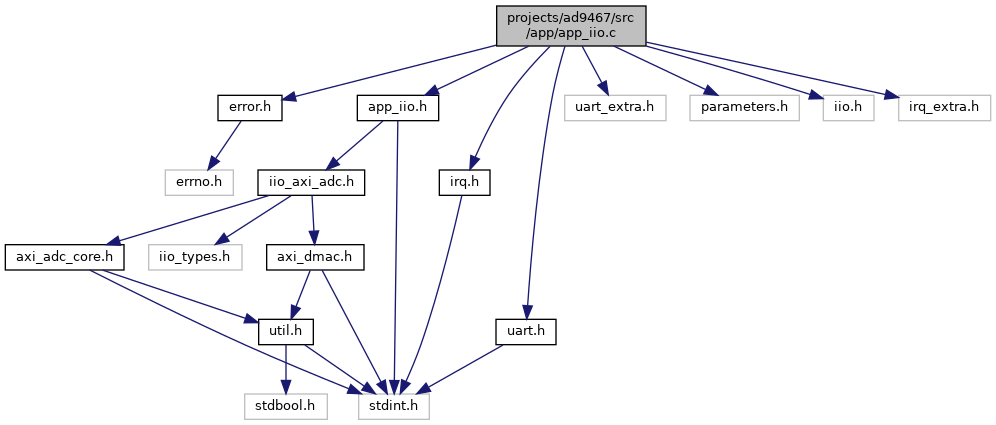 projects/ad9467/src
/app/app_iio.c
error.h
app_iio.h
uart_extra.h
parameters.h
iio.h
irq_extra.h
errno.h
iio_axi_adc.h
irq.h
axi_adc_core.h
iio_types.h
axi_dmac.h
util.h
uart.h
stdbool.h
stdint.h